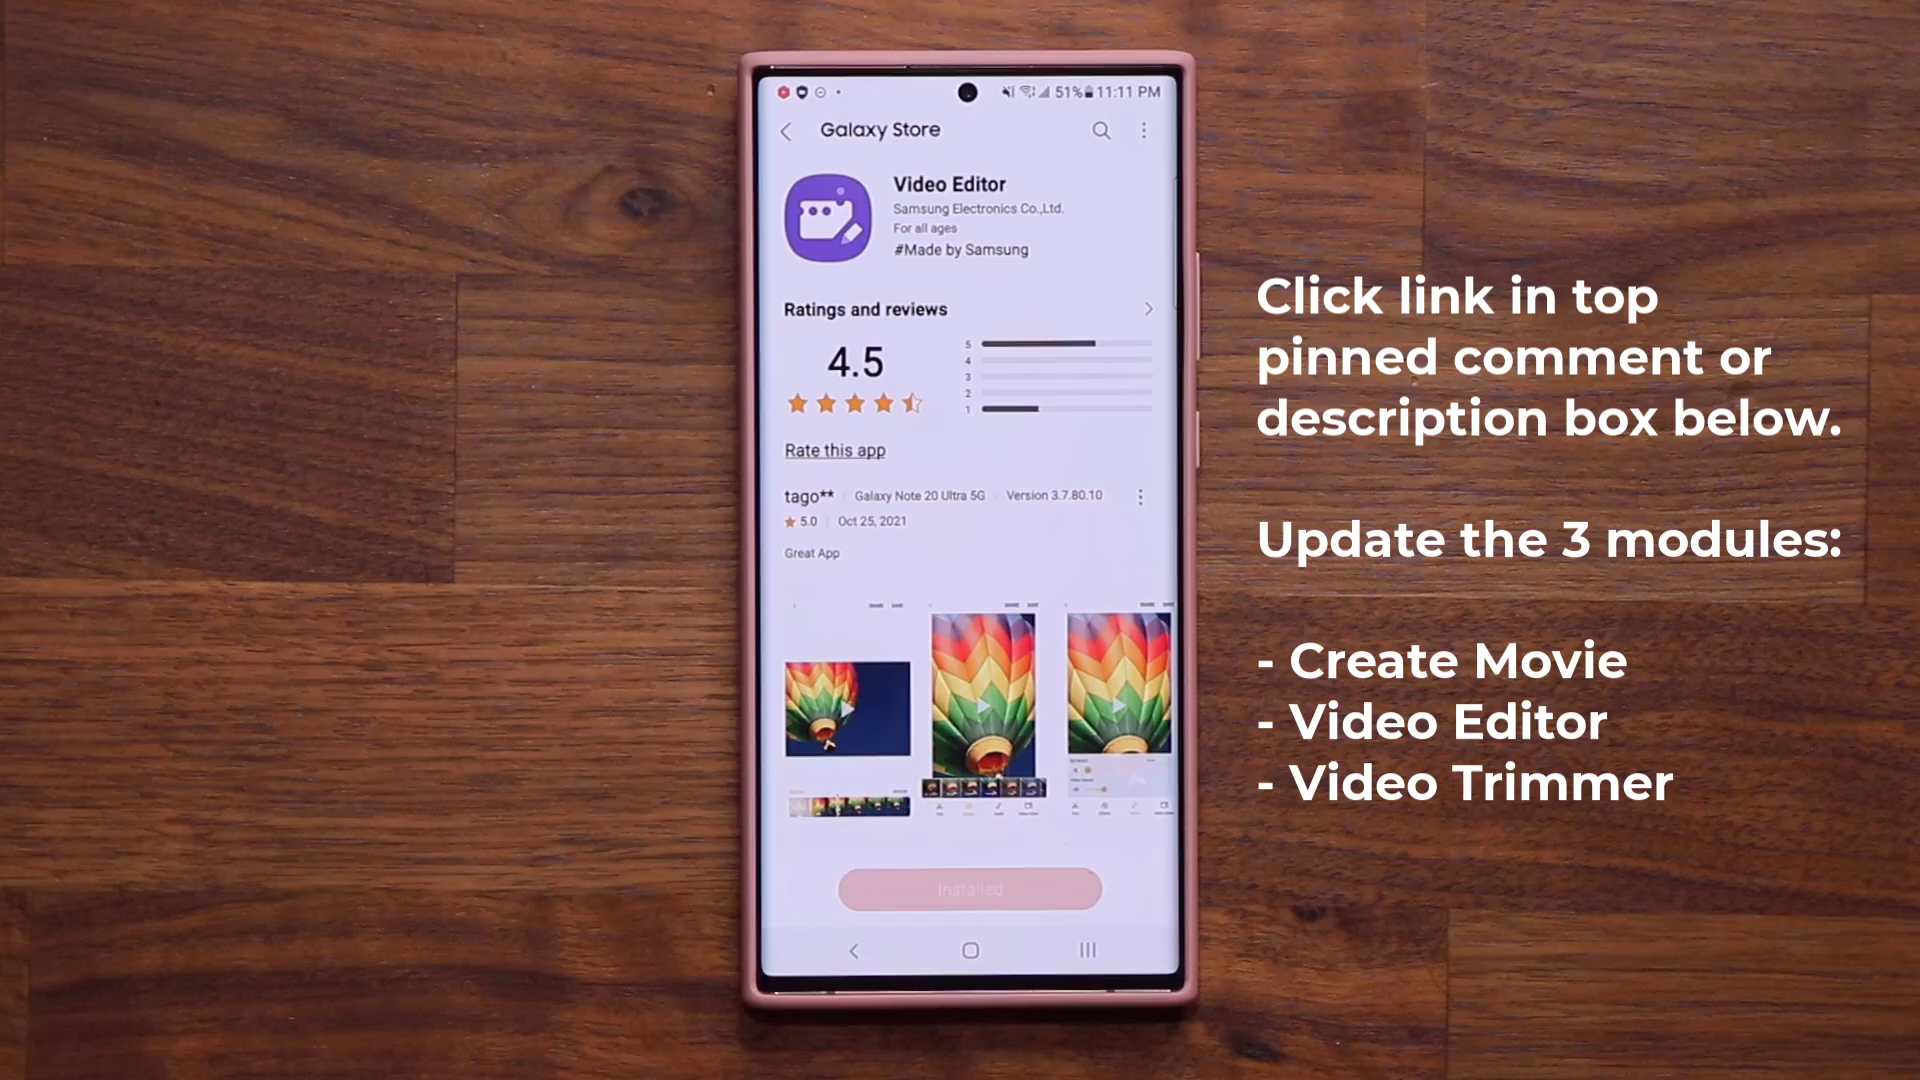 51% 11:11 PM
Galaxy Store
Video Editor
Samsung Electronics Co.,Ltd.
For all ages
#Made by Samsung
Ratings and reviews
4.5
5
4
3
2
1
Rate this app
tago** Galaxy Note 20 Ultra 5G Version 3.7.80.10
5.0 Oct 25, 2021
Great App
Installed
Click link in top
pinned comment or
description box below.
Update the 3 modules:
- Create Movie
- Video Editor
- Video Trimmer